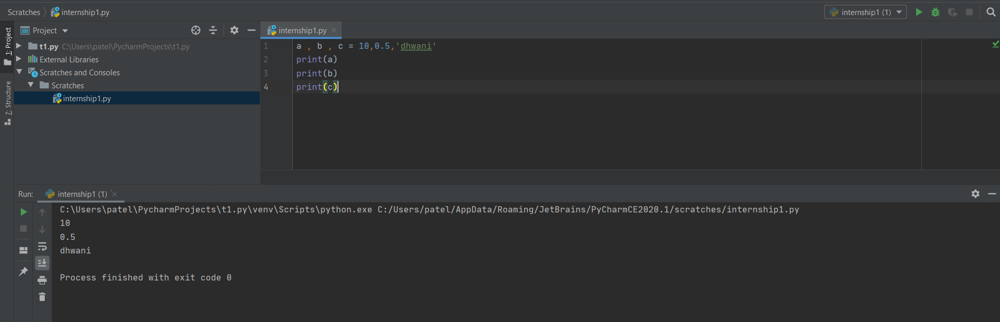 Scratches internship1.py internship1 (1)
1: Project
7: Structure
Project
t1.py C:\Users\patel\PycharmProjects\t1.py
External Libraries
Scratches and Consoles
Scratches
internship1.py
internship1.py
1 a , b , c = 10,0.5,'dhwani'
2 print(a)
3 print(b)
4 print(c)
Run: internship1 (1)
C:\Users\patel\PycharmProjects\t1.py\venv\Scripts\python.exe C:/Users/patel/AppData/Roaming/JetBrains/PyCharmCE2020.1/scratches/internship1.py
10
0.5
dhwani
Process finished with exit code 0